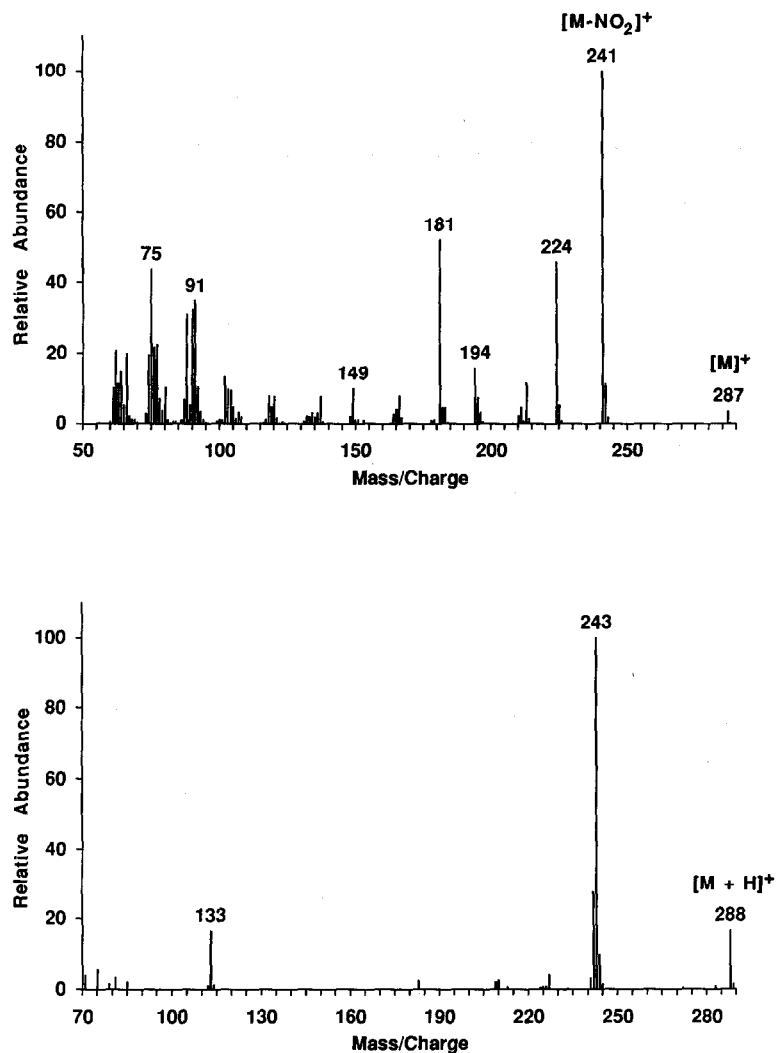 [M-NO₂]⁺
241
100
80
60
40
20
0
Relative Abundance
75
91
149
181
194
224
[M]⁺
287
50 100 150 200 250
Mass/Charge
243
100
80
60
40
20
0
Relative Abundance
133
[M + H]⁺
288
70 100 130 160 190 220 250 280
Mass/Charge